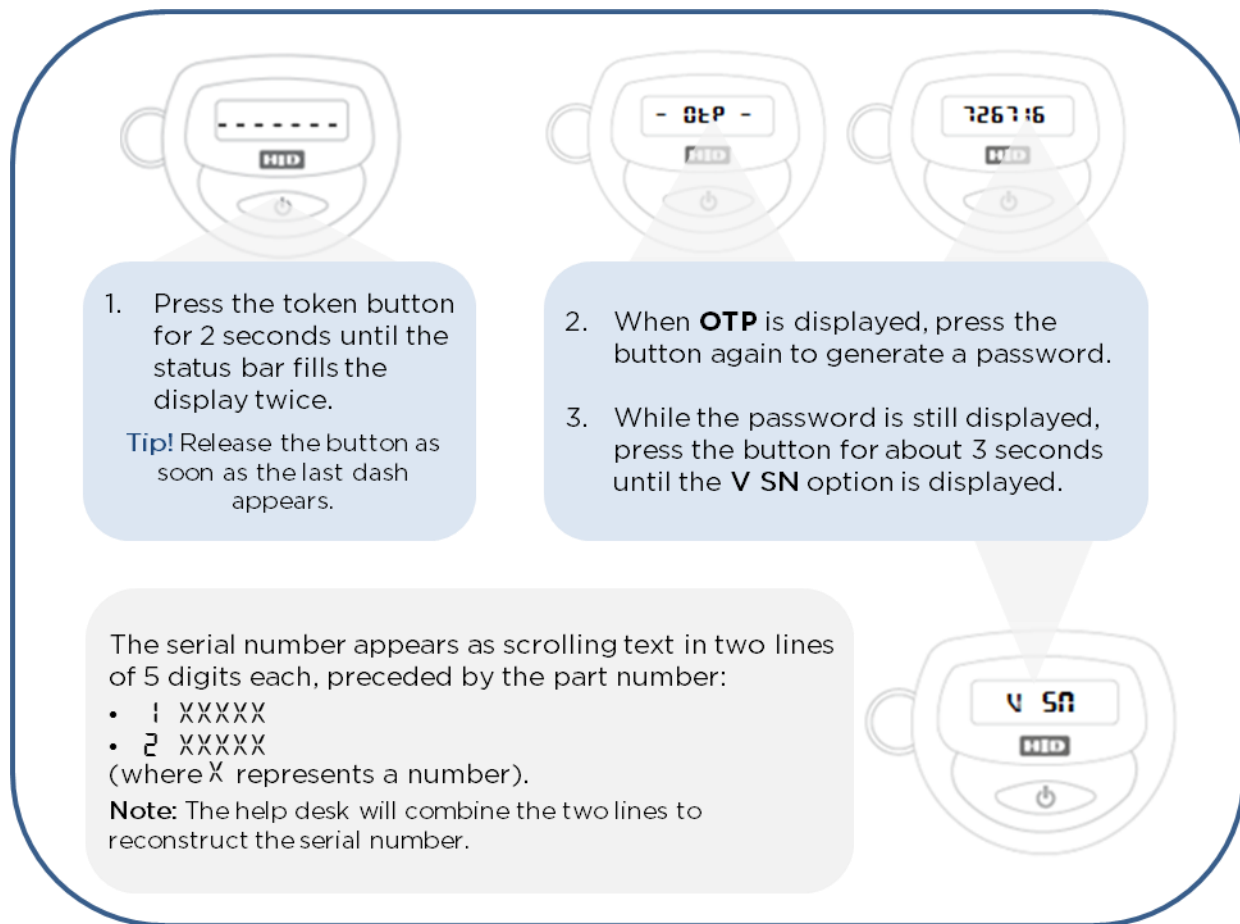 - - - - - - -
HID
- OtP -
HID
726716
HID
1. Press the token button
for 2 seconds until the
status bar fills the
display twice.
Tip! Release the button as
soon as the last dash
appears.
2. When OTP is displayed, press the
button again to generate a password.
3. While the password is still displayed,
press the button for about 3 seconds
until the V SN option is displayed.
The serial number appears as scrolling text in two lines
of 5 digits each, preceded by the part number:
• 1 XXXXX
• 2 XXXXX
(where X represents a number).
Note: The help desk will combine the two lines to
reconstruct the serial number.
V SN
HID